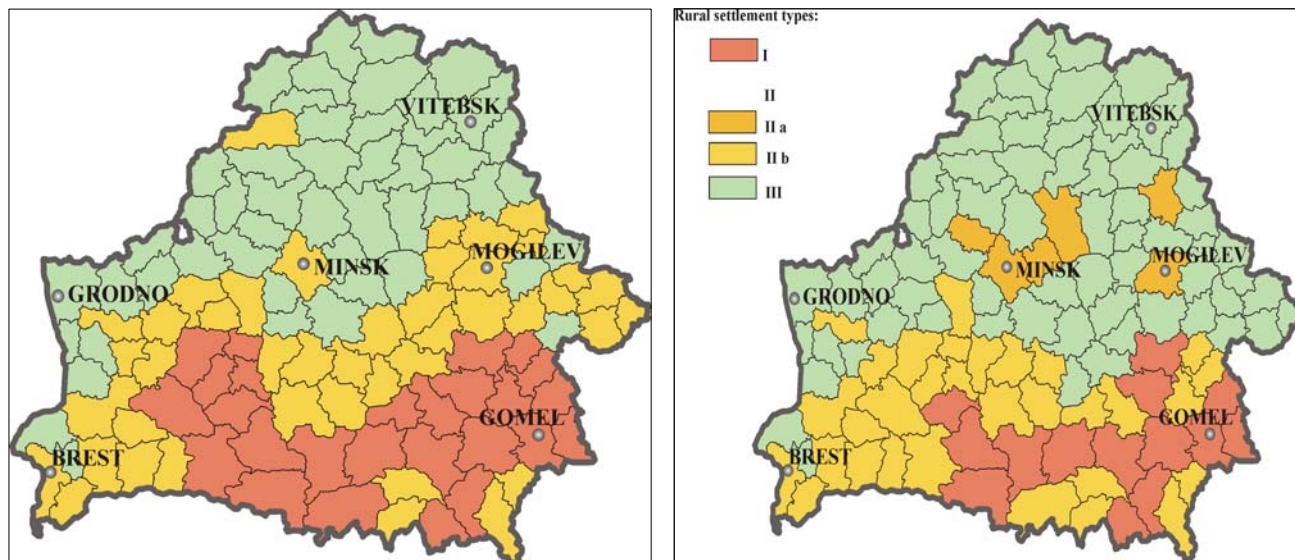 VITEBSK
MINSK
MOGILEV
GRODNO
GOMEL
BREST
Rural settlement types:
I
II
II a
II b
III
VITEBSK
MINSK
MOGILEV
GRODNO
GOMEL
BREST